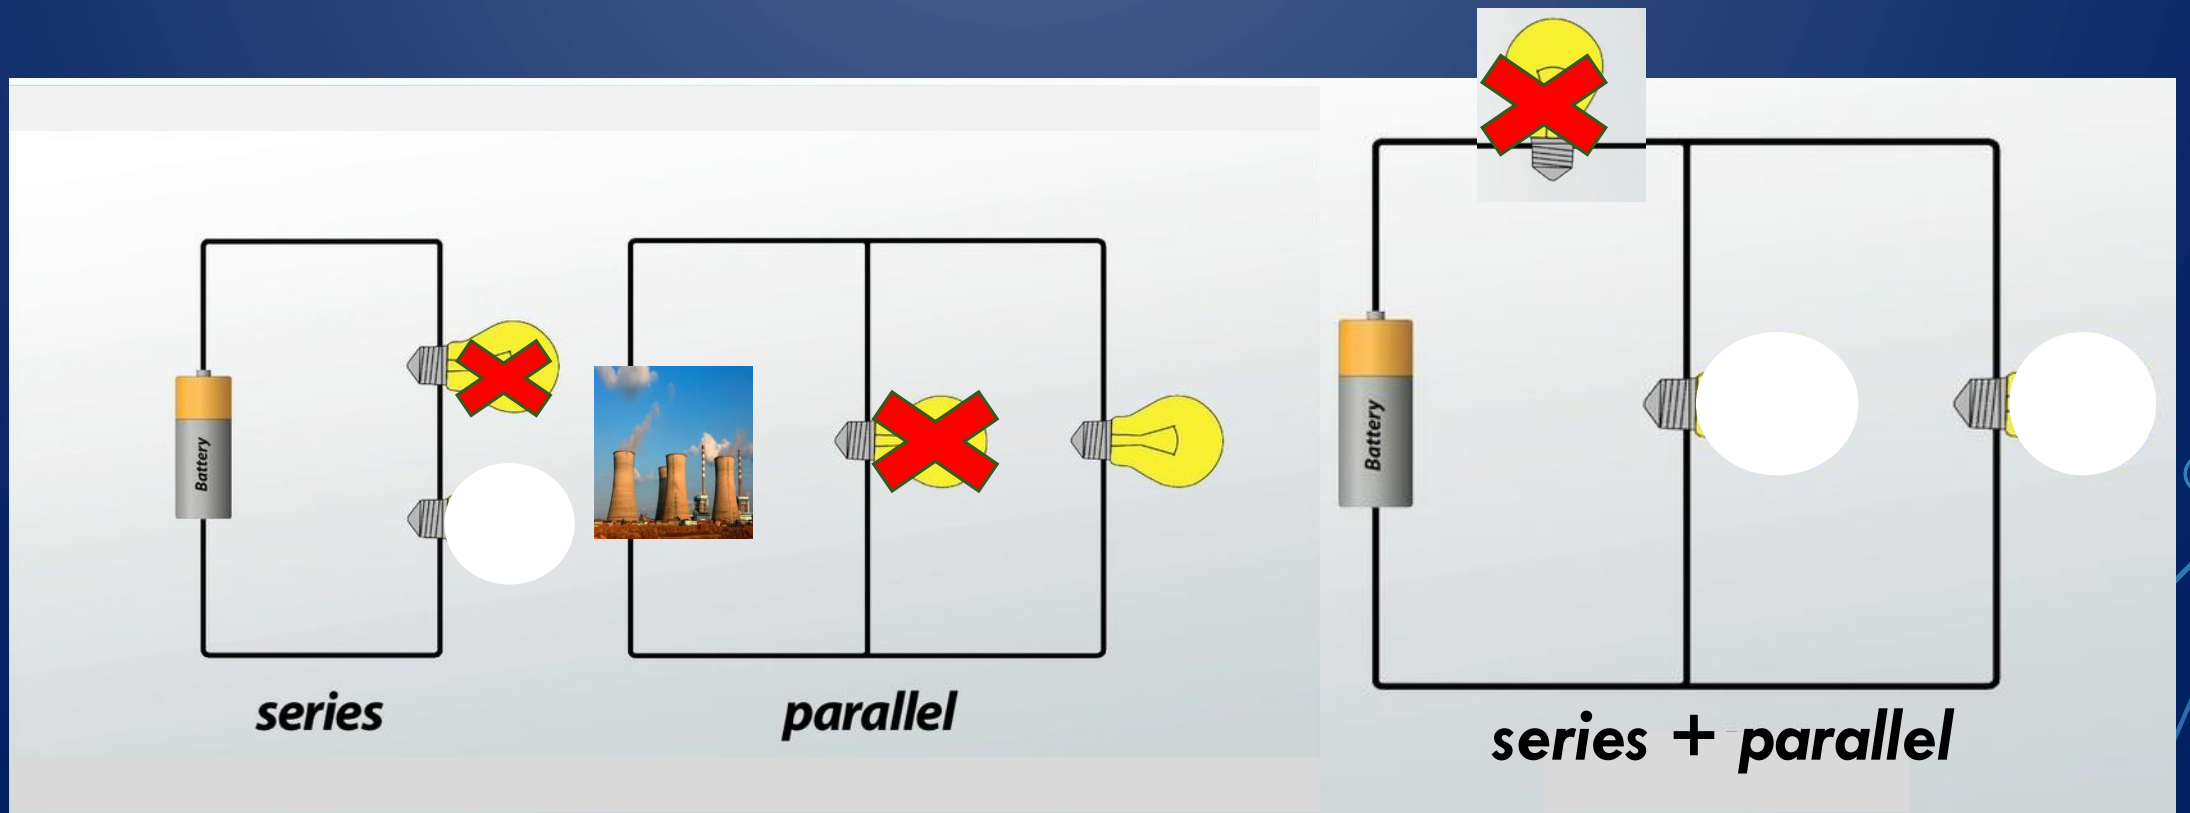 Battery
series
parallel
Battery
series + parallel